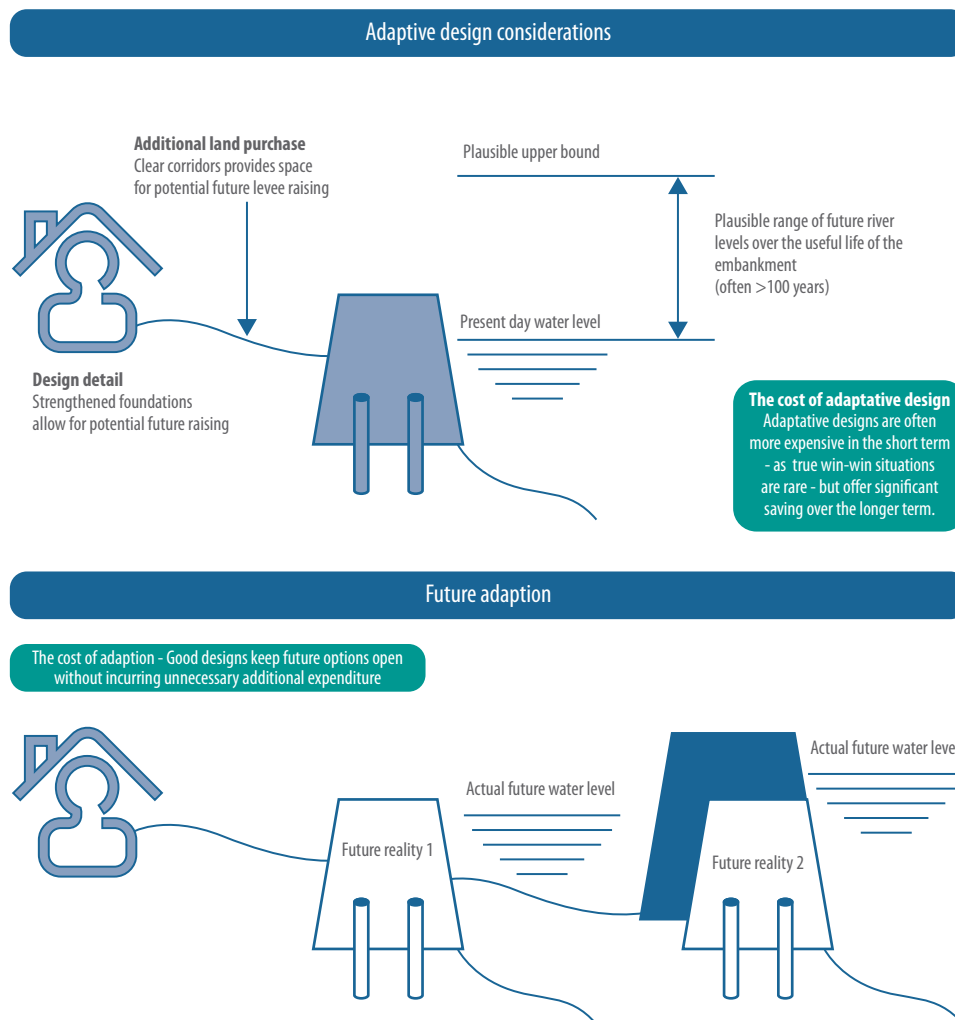 Adaptive design considerations
Additional land purchase
Clear corridors provides space
for potential future levee raising
Plausible upper bound
Plausible range of future river
levels over the useful life of the
embankment
(often >100 years)
Present day water level
Design detail
Strengthened foundations
allow for potential future raising
The cost of adaptative design
Adaptative designs are often
more expensive in the short term
- as true win-win situations
are rare - but offer significant
saving over the longer term.
Future adaption
The cost of adaption - Good designs keep future options open
without incurring unnecessary additional expenditure
Actual future water level
Actual future water leve
Future reality 1
Future reality 2